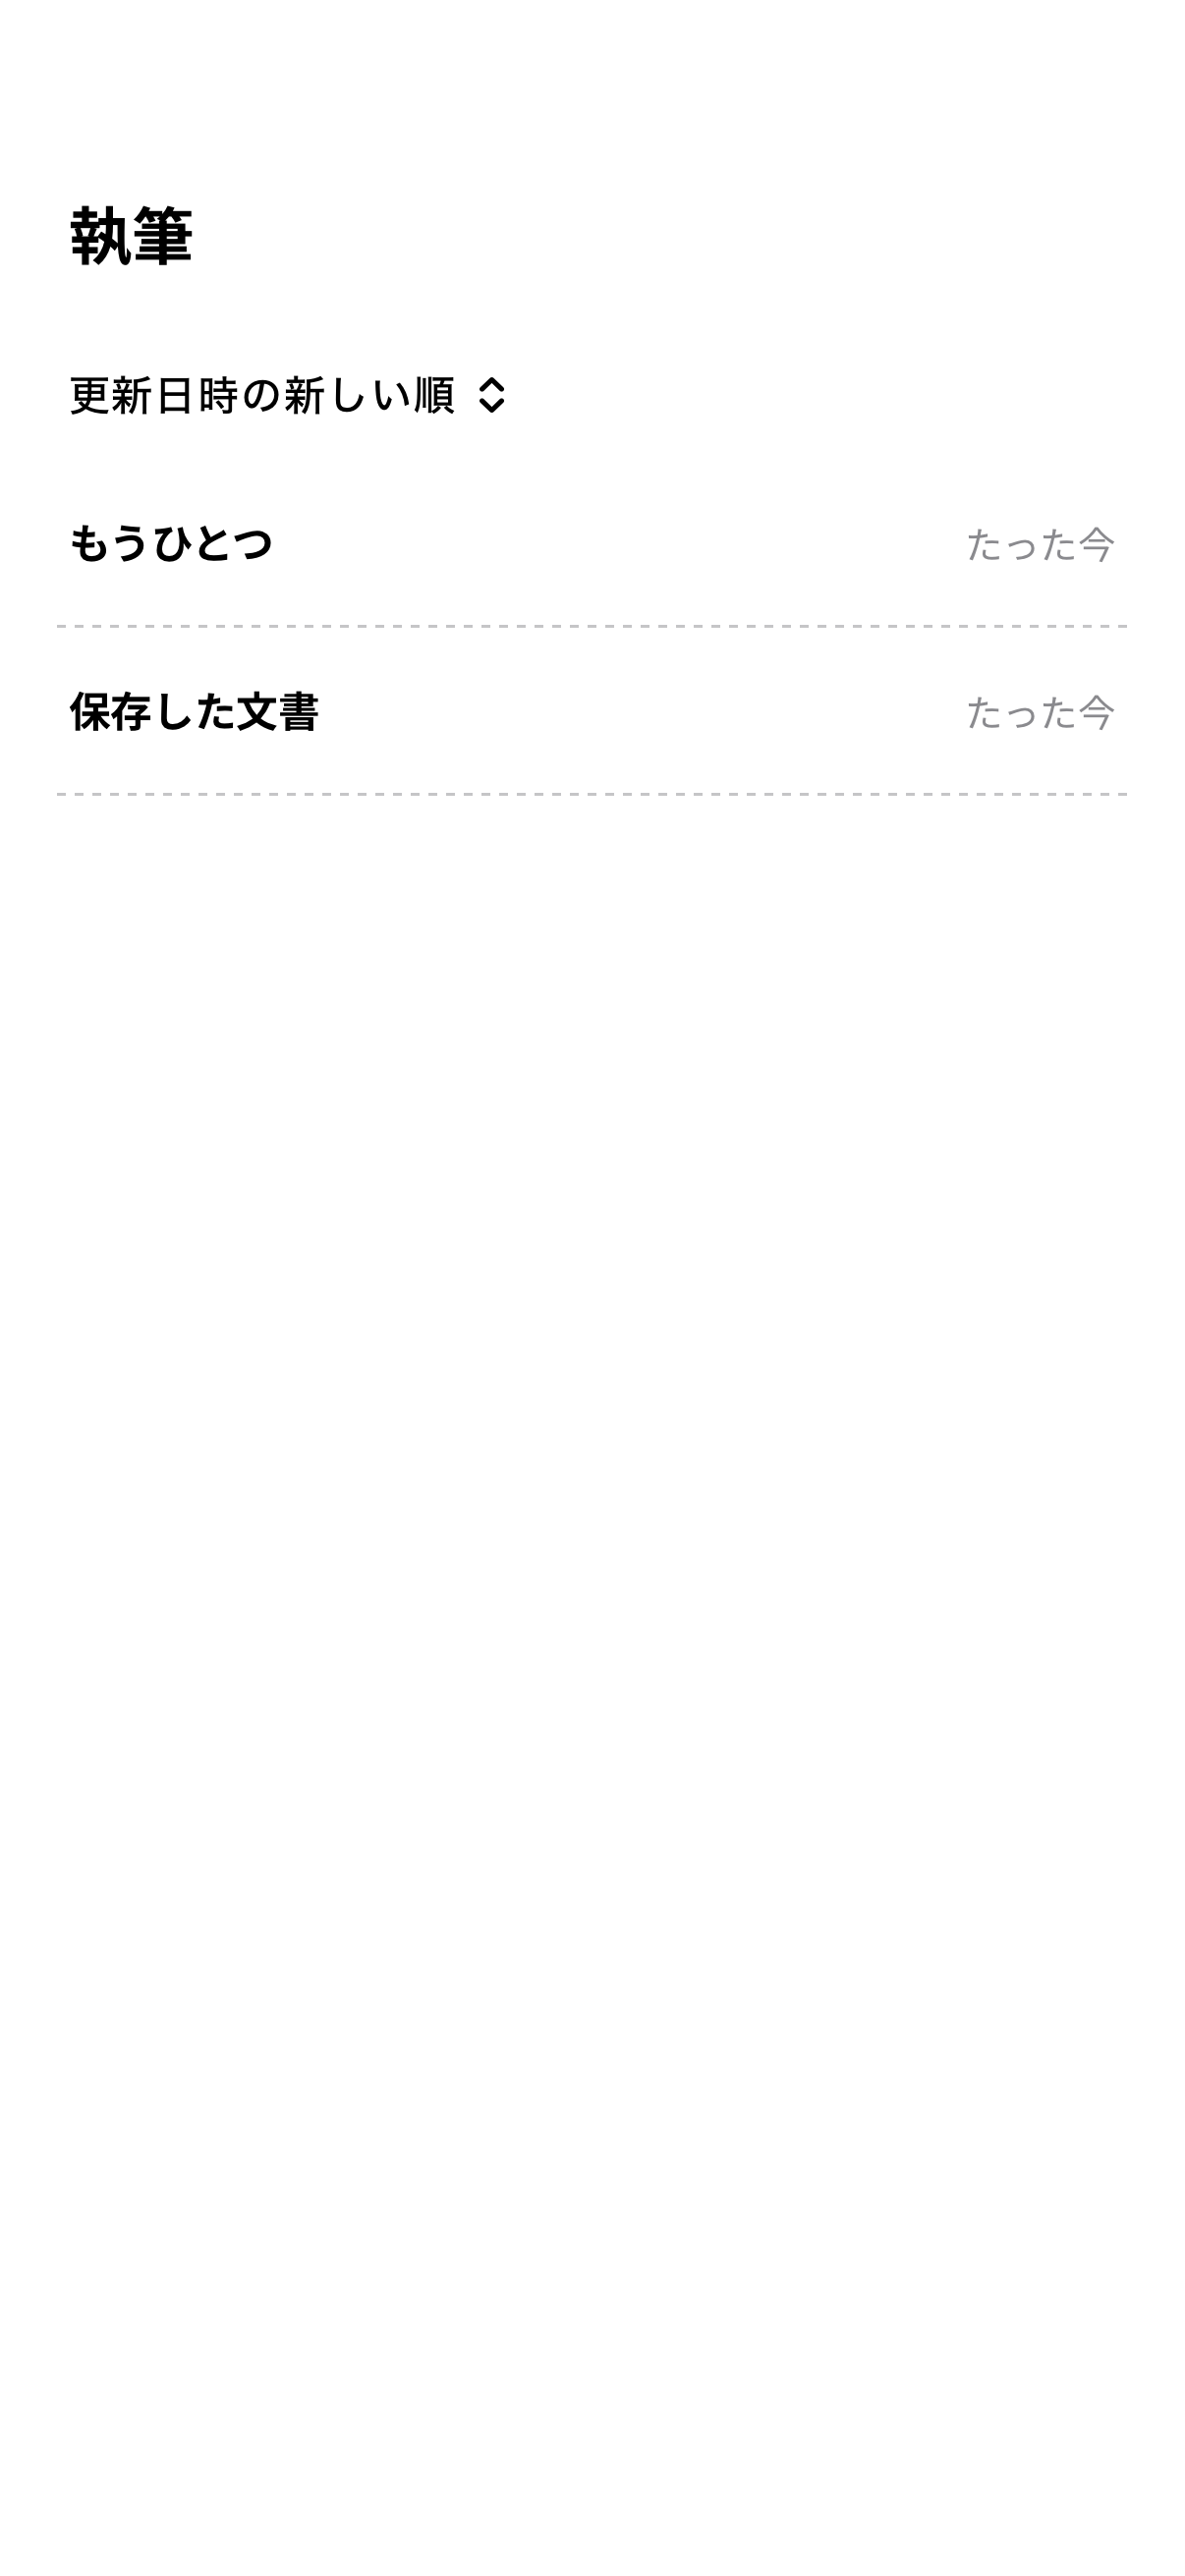 執筆
更新日時の新しい順
もうひとつ
たった今
保存した文書
たった今